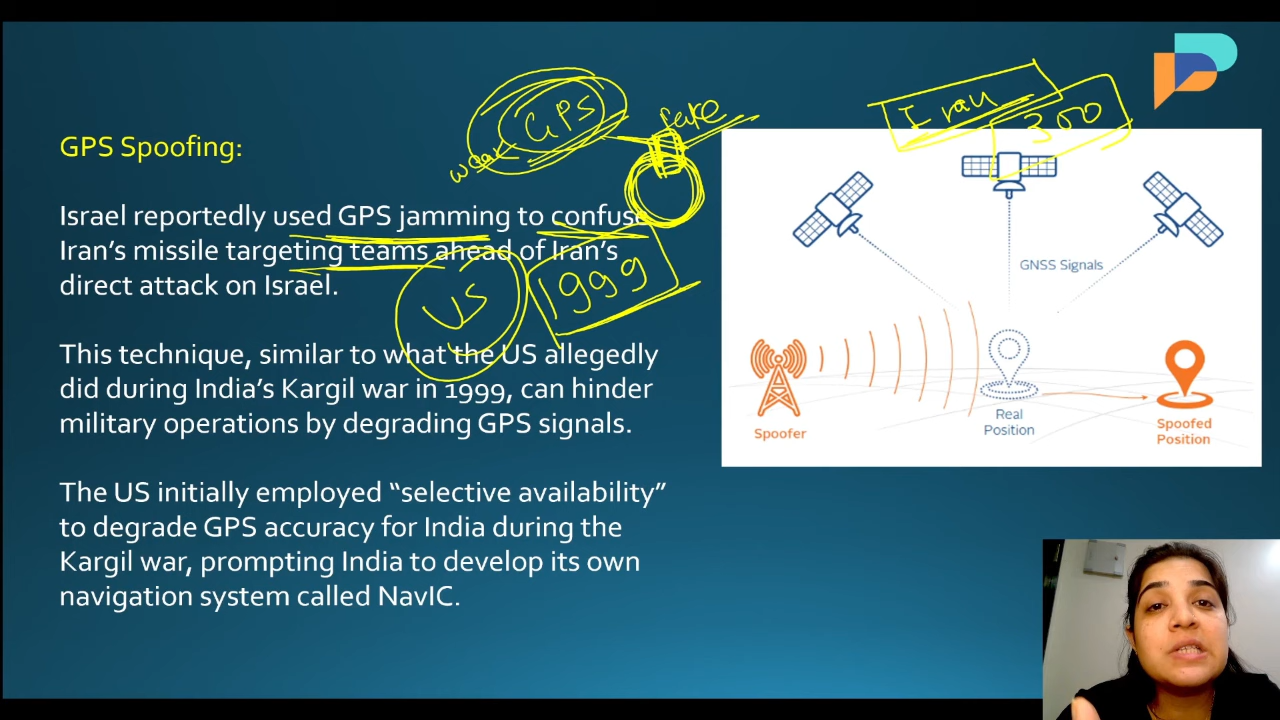 GPS
fake
weak
Iran
300
GPS Spoofing:
Israel reportedly used GPS jamming to confuse
Iran's missile targeting teams ahead of Iran's
direct attack on Israel.
US
1999
This technique, similar to what the US allegedly
did during India's Kargil war in 1999, can hinder
military operations by degrading GPS signals.
The US initially employed “selective availability”
to degrade GPS accuracy for India during the
Kargil war, prompting India to develop its own
navigation system called NavIC.
GNSS Signals
Spoofer
Real
Position
Spoofed
Position